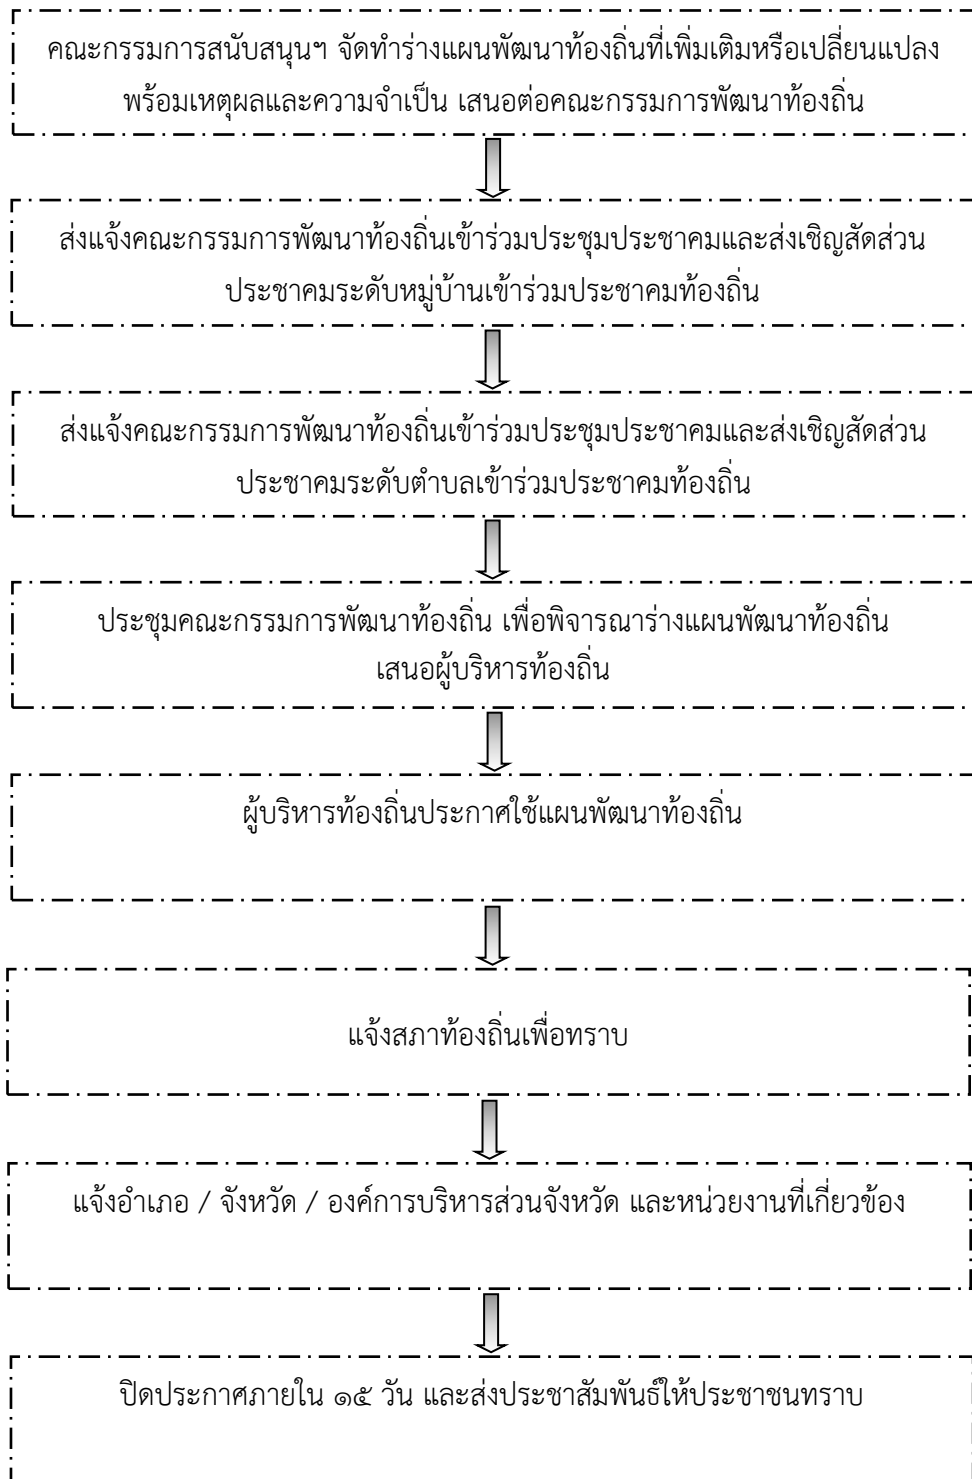 คณะกรรมการสนับสนุนฯ จัดทำร่างแผนพัฒนาท้องถิ่นที่เพิ่มเติมหรือเปลี่ยนแปลง
พร้อมเหตุผลและความจำเป็น เสนอต่อคณะกรรมการพัฒนาท้องถิ่น
ส่งแจ้งคณะกรรมการพัฒนาท้องถิ่นเข้าร่วมประชุมประชาคมและส่งเชิญสัดส่วน
ประชาคมระดับหมู่บ้านเข้าร่วมประชาคมท้องถิ่น
ส่งแจ้งคณะกรรมการพัฒนาท้องถิ่นเข้าร่วมประชุมประชาคมและส่งเชิญสัดส่วน
ประชาคมระดับตำบลเข้าร่วมประชาคมท้องถิ่น
ประชุมคณะกรรมการพัฒนาท้องถิ่น เพื่อพิจารณาร่างแผนพัฒนาท้องถิ่น
เสนอผู้บริหารท้องถิ่น
ผู้บริหารท้องถิ่นประกาศใช้แผนพัฒนาท้องถิ่น
แจ้งสภาท้องถิ่นเพื่อทราบ
แจ้งอำเภอ / จังหวัด / องค์การบริหารส่วนจังหวัด และหน่วยงานที่เกี่ยวข้อง
ปิดประกาศภายใน ๑๕ วัน และส่งประชาสัมพันธ์ให้ประชาชนทราบ